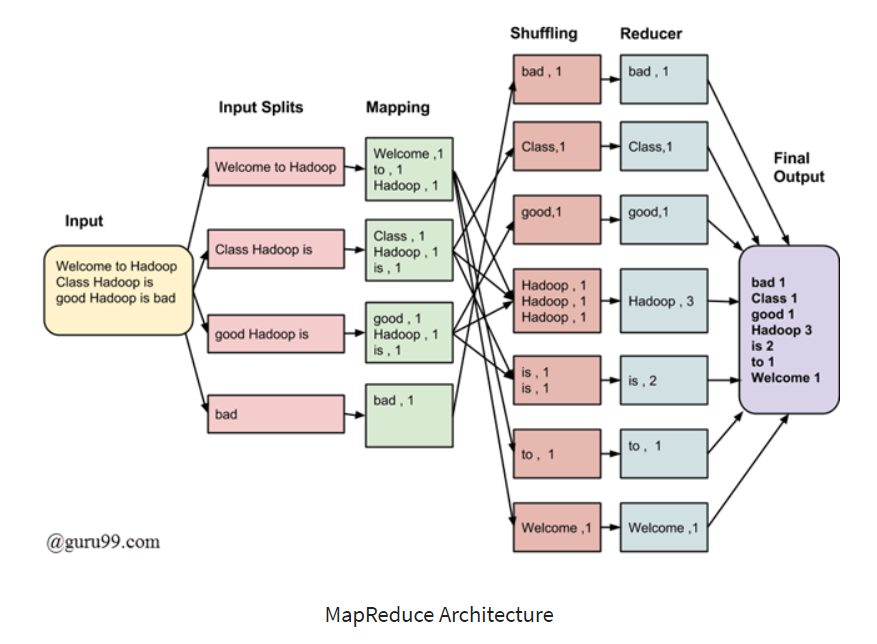 Shuffling
Reducer
bad , 1
bad , 1
Input Splits
Mapping
Welcome to Hadoop
Welcome ,1
to , 1
Hadoop , 1
Class,1
Class,1
Final
Output
good,1
good,1
Input
Class Hadoop is
Class , 1
Hadoop , 1
is , 1
Welcome to Hadoop
Class Hadoop is
good Hadoop is bad
Hadoop , 1
Hadoop , 1
Hadoop , 1
Hadoop , 3
bad 1
Class 1
good 1
Hadoop 3
is 2
to 1
Welcome 1
good Hadoop is
good , 1
Hadoop , 1
is , 1
is , 1
is , 1
is , 2
bad
bad , 1
to , 1
to , 1
Welcome ,1
Welcome ,1
@guru99.com
MapReduce Architecture